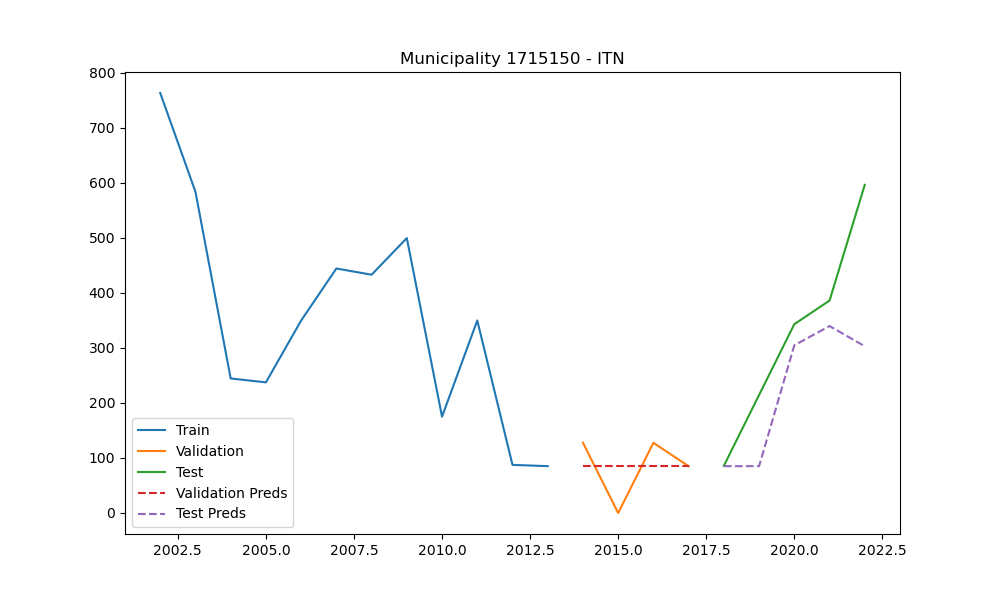 Municipality 1715150 - ITN
800
700
600
500
400
300
200
100
0
Train
Validation
Test
Validation Preds
Test Preds
2002.5 2005.0 2007.5 2010.0 2012.5 2015.0 2017.5 2020.0 2022.5